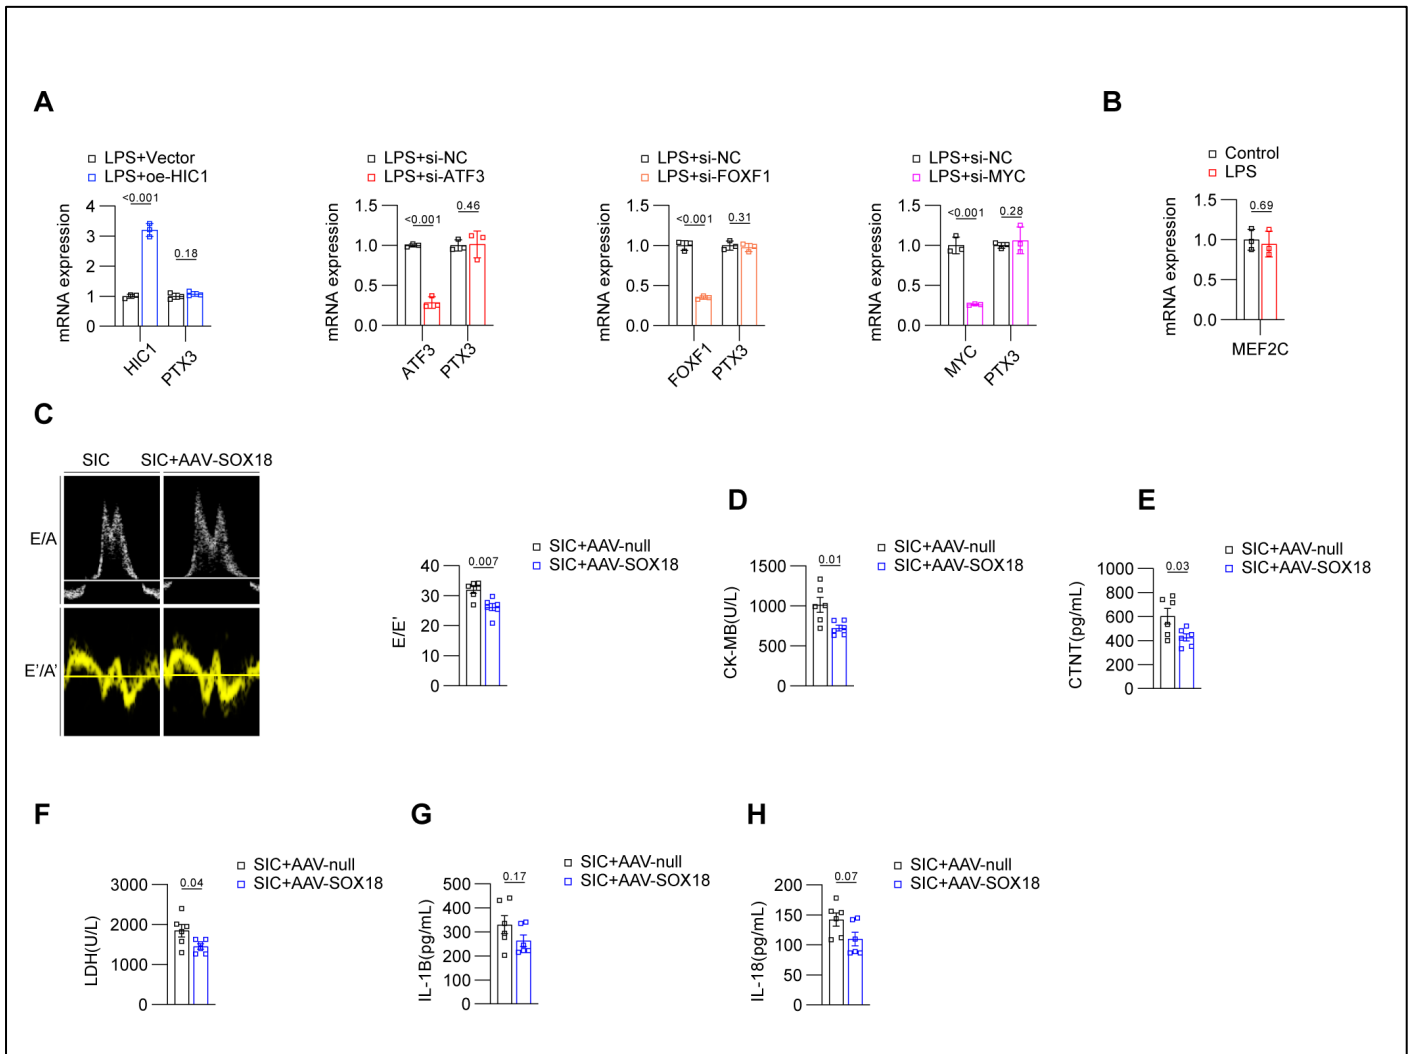 A
B
LPS+Vector
LPS+oe-HIC1
<0.001
0.18
mRNA expression
4
3
2
1
0
HIC1
PTX3
LPS+si-NC
LPS+si-ATF3
<0.001
0.46
mRNA expression
1.5
1.0
0.5
0.0
ATF3
PTX3
LPS+si-NC
LPS+si-FOXF1
<0.001
0.31
mRNA expression
1.5
1.0
0.5
0.0
FOXF1
PTX3
LPS+si-NC
LPS+si-MYC
<0.001
0.28
mRNA expression
1.5
1.0
0.5
0.0
MYC
PTX3
Control
LPS
0.69
mRNA expression
1.5
1.0
0.5
0.0
MEF2C
C
SIC
SIC+AAV-SOX18
E/A
E'/A'
SIC+AAV-null
SIC+AAV-SOX18
0.007
E/E'
40
30
20
10
0
D
SIC+AAV-null
SIC+AAV-SOX18
0.01
CK-MB(U/L)
1500
1000
500
0
E
SIC+AAV-null
SIC+AAV-SOX18
0.03
CTNT(pg/mL)
1000
800
600
400
200
0
F
SIC+AAV-null
SIC+AAV-SOX18
0.04
LDH(U/L)
3000
2000
1000
0
G
SIC+AAV-null
SIC+AAV-SOX18
0.17
IL-1B(pg/mL)
500
400
300
200
100
0
H
SIC+AAV-null
SIC+AAV-SOX18
0.07
IL-18(pg/mL)
200
150
100
50
0